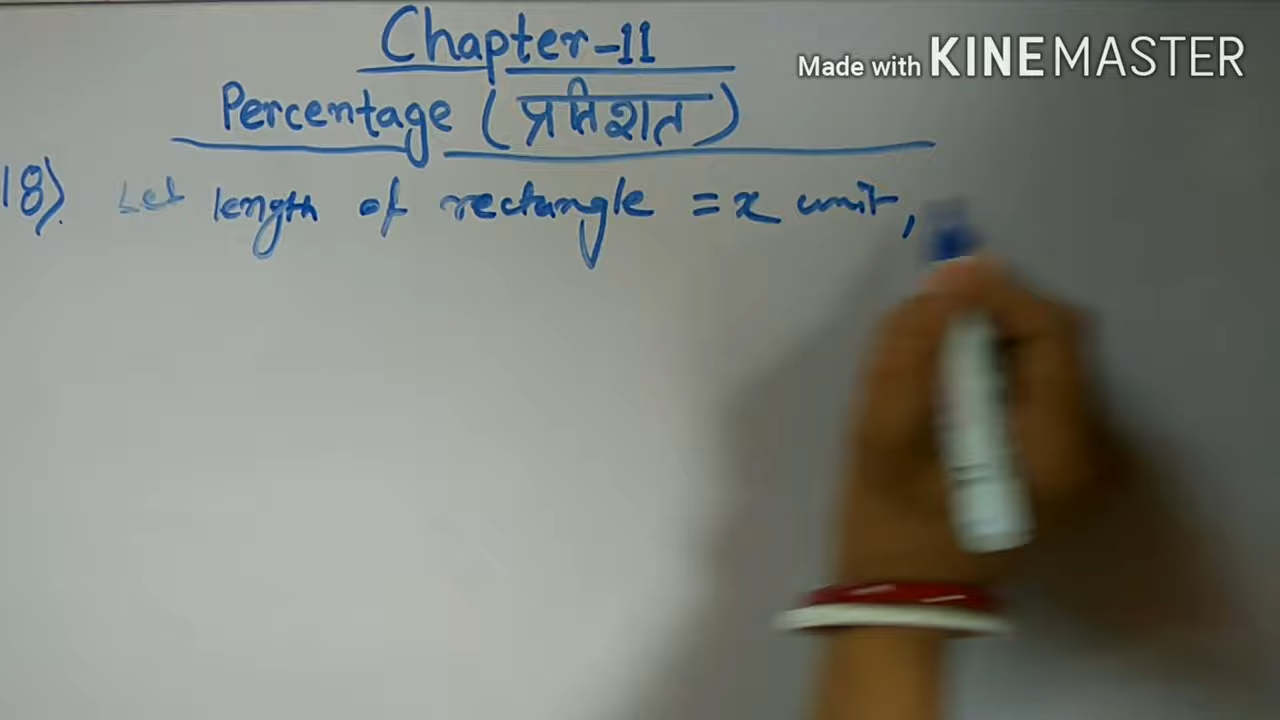 Chapter-11
Made with KINEMASTER
Percentage (प्रतिशत)
18). Let length of rectangle = x unit,